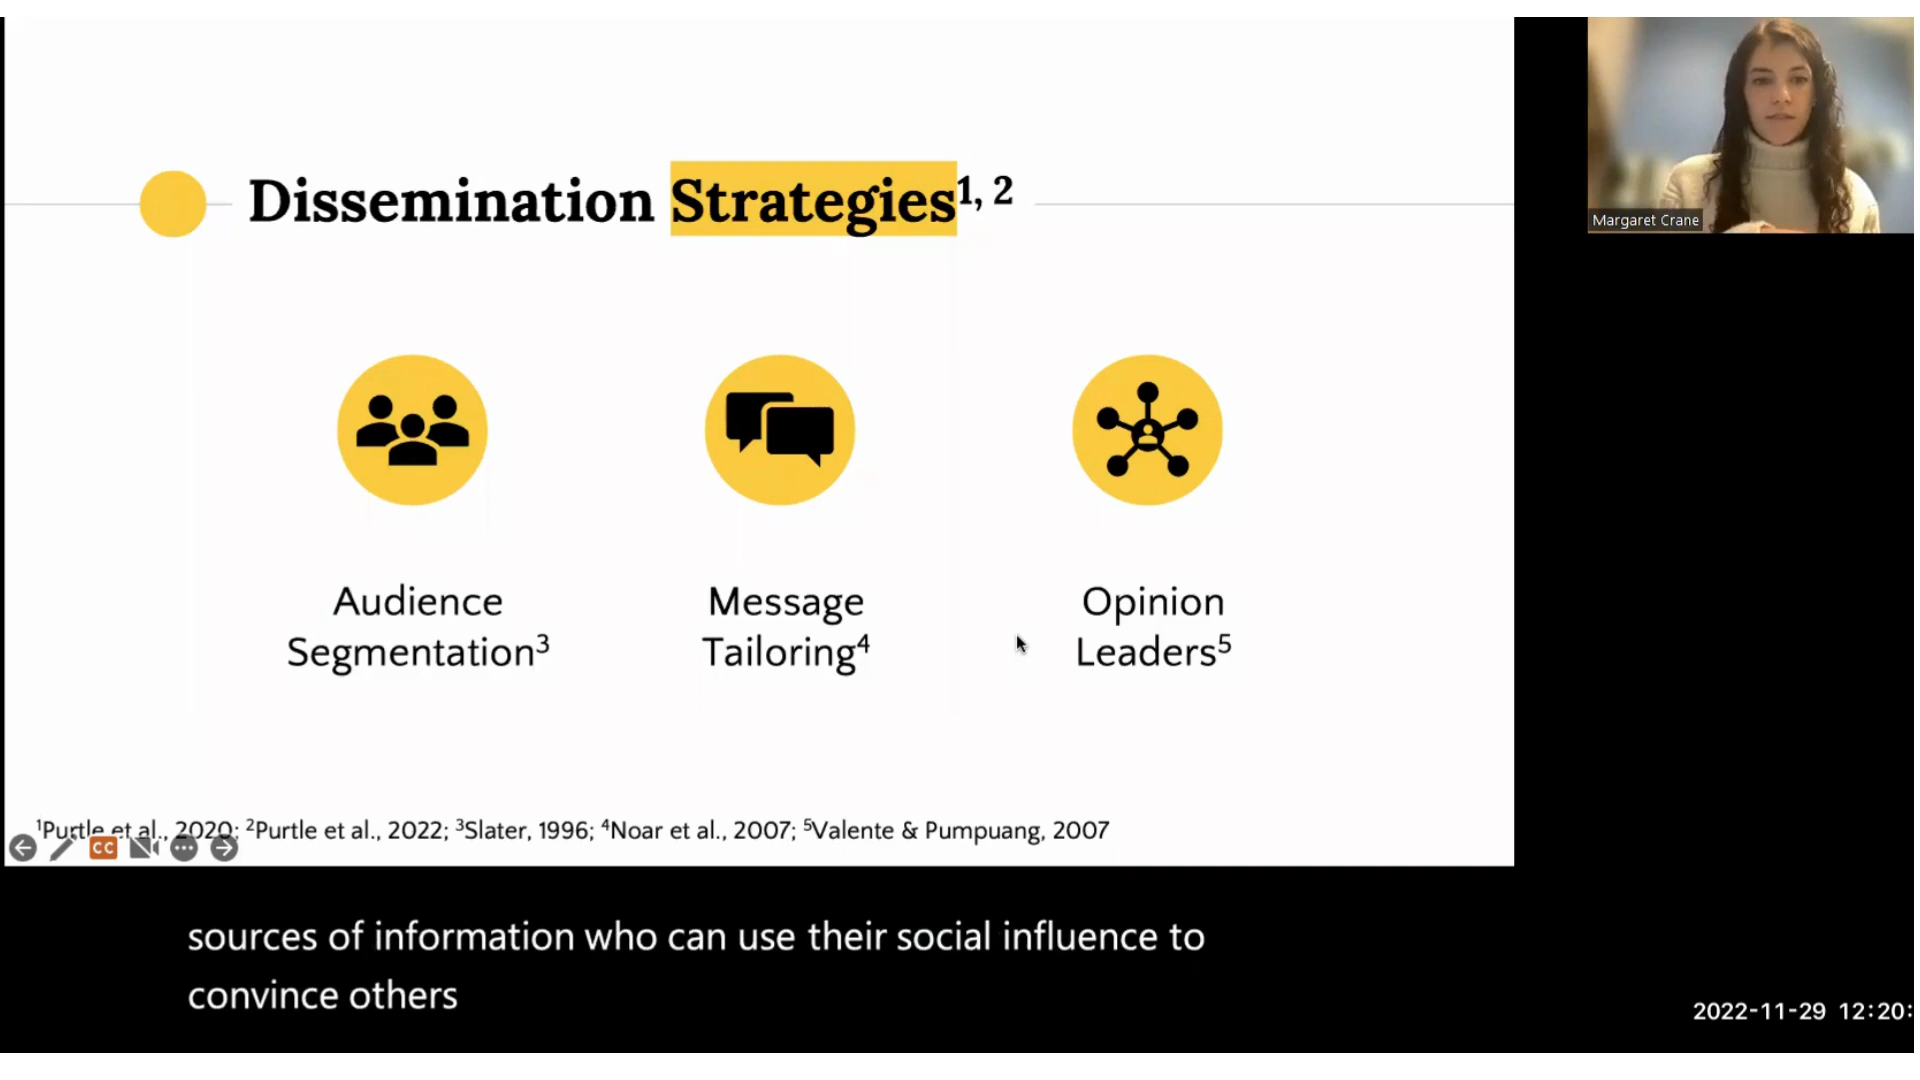 Dissemination Strategies1, 2
Audience
Segmentation3
Message
Tailoring4
Opinion
Leaders5
1Purtle et al., 2020; 2Purtle et al., 2022; 3Slater, 1996; 4Noar et al., 2007; 5Valente & Pumpuang, 2007
CC
sources of information who can use their social influence to
convince others
Margaret Crane
2022-11-29 12:20: